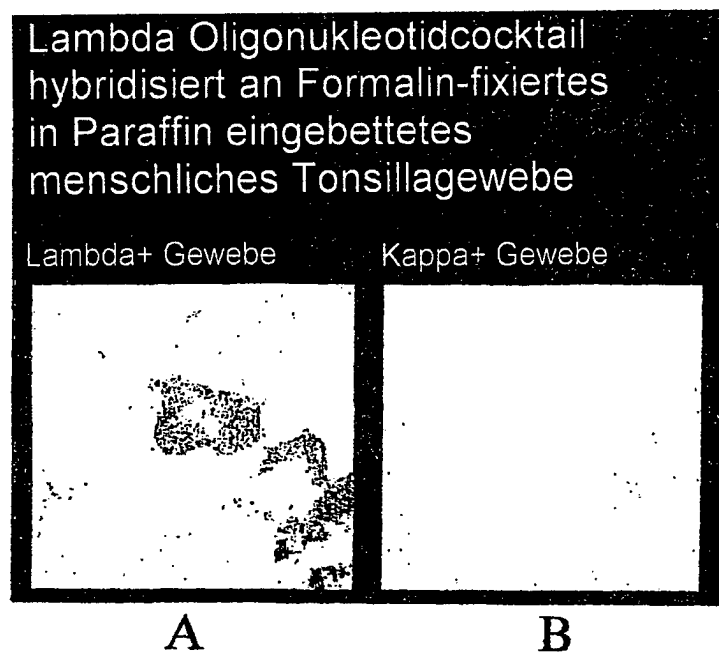 Lambda Oligonukleotidcocktail
hybridisiert an Formalin-fixiertes
in Paraffin eingebettetes
menschliches Tonsillagewebe
Lambda+ Gewebe
Kappa+ Gewebe
A
B